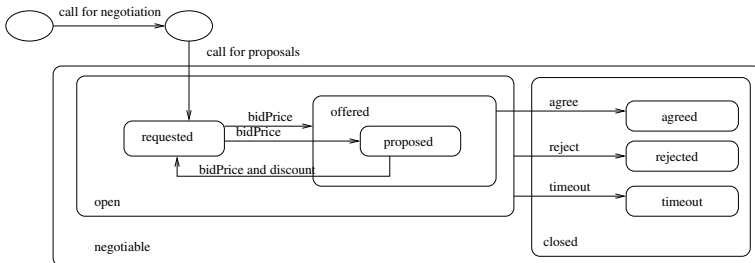 call for negotiation
call for proposals
bidPrice
offered
agree
agreed
requested
bidPrice
proposed
reject
rejected
bidPrice and discount
timeout
timeout
open
negotiable
closed